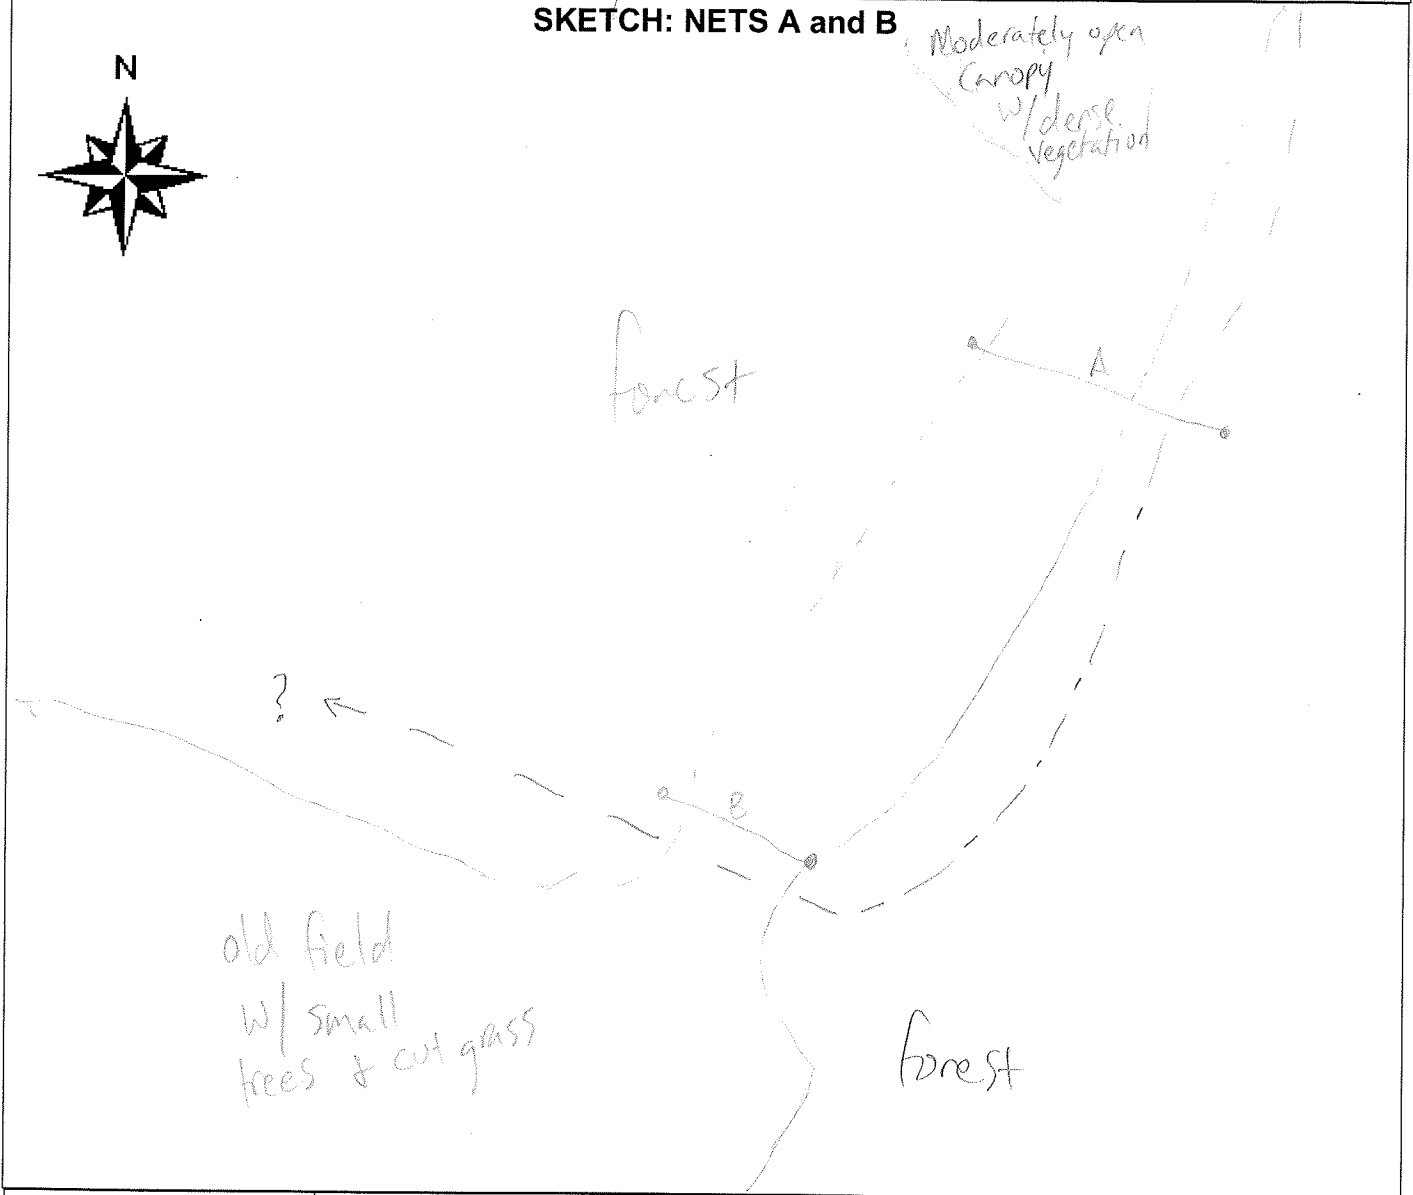 SKETCH: NETS A and B
N
Moderately open
Canopy
w/dense
vegetation
forest
A
?
B
old field
w/ small
trees & cut grass
forest